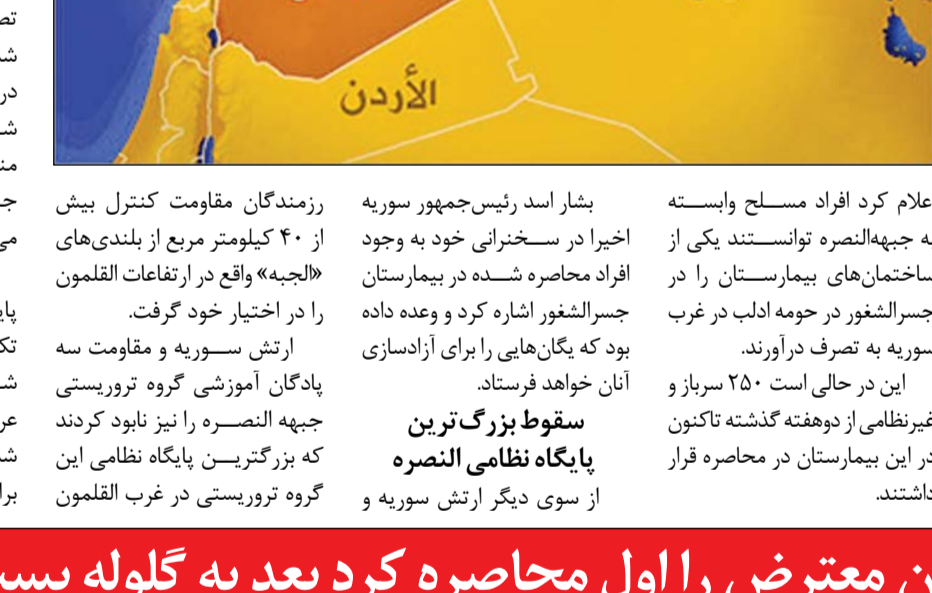 الأردن
اعلام کرد افراد مسلح وابسته
به جبهه‌النصره توانستند یکی از
ساختمان‌های بیمارستان را در
جسرالشغور در حومه ادلب در غرب
سوریه به تصرف درآورند.
این در حالی است ۲۵۰ سرباز و
غیرنظامی از دوهفته گذشته تاکنون
در این بیمارستان در محاصره قرار
داشتند.
بشار اسد رئیس‌جمهور سوریه
اخیرا در سخنرانی خود به وجود
افراد محاصره شده در بیمارستان
جسرالشغور اشاره کرد و وعده داده
بود که یگان‌هایی را برای آزادسازی
آنان خواهد فرستاد.
سقوط بزرگ‌ترین
پایگاه نظامی النصره
از سوی دیگر ارتش سوریه و
رزمندگان مقاومت کنترل بیش
از ۴۰ کیلومتر مربع از بلندی‌های
«الجبه» واقع در ارتفاعات القلمون
را در اختیار خود گرفت.
ارتش سوریه و مقاومت سه
پادگان آموزشی گروه تروریستی
جبهه النصره را نیز نابود کردند
که بزرگترین پایگاه نظامی این
گروه تروریستی در غرب القلمون
معترض را اول محاصره کرد بعد به گلوله